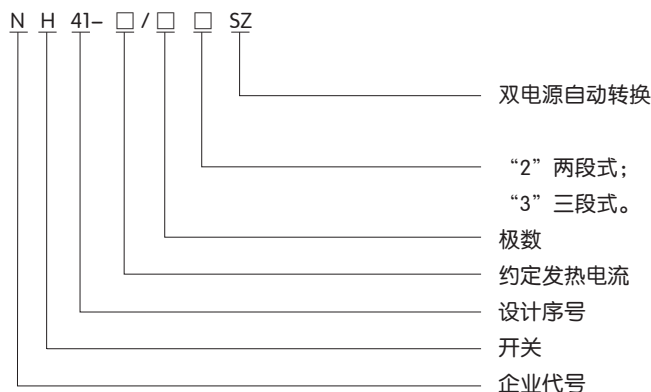 N H 41- □ / □ □ SZ
双电源自动转换
“2”两段式；
“3”三段式。
极数
约定发热电流
设计序号
开关
企业代号